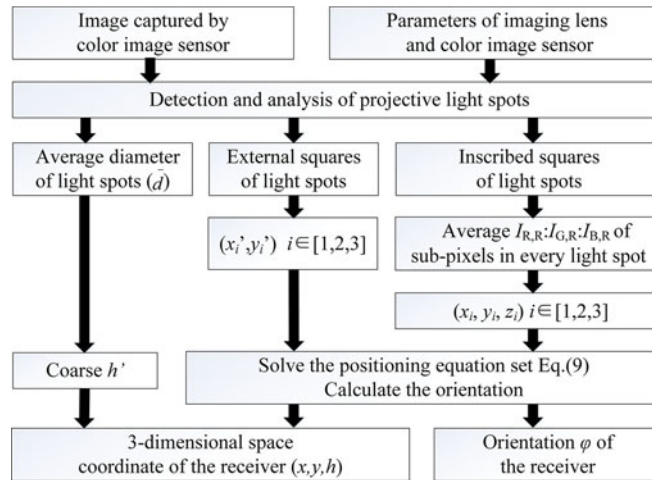 Image captured by
color image sensor
Parameters of imaging lens
and color image sensor
Detection and analysis of projective light spots
Average diameter
of light spots (d̄)
External squares
of light spots
Inscribed squares
of light spots
(xᵢ’,yᵢ’) i∈[1,2,3]
Average I_R,R:I_G,R:I_B,R of
sub-pixels in every light spot
(xᵢ, yᵢ, zᵢ) i∈[1,2,3]
Coarse h’
Solve the positioning equation set Eq.(9)
Calculate the orientation
3-dimensional space
coordinate of the receiver (x,y,h)
Orientation φ of
the receiver